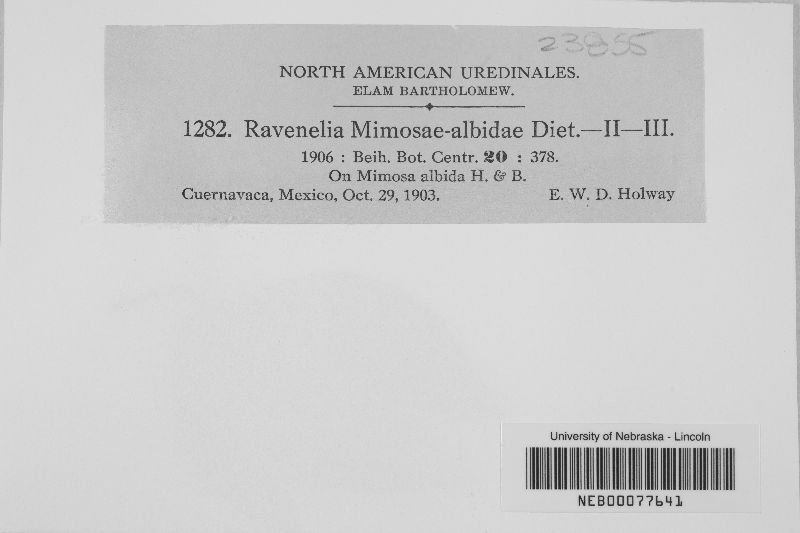 23855
NORTH AMERICAN UREDINALES.
ELAM BARTHOLOMEW.
1282. Ravenelia Mimosae-albidae Diet.—II—III.
1906 : Beih. Bot. Centr. 20 : 378.
On Mimosa albida H. & B.
Cuernavaca, Mexico, Oct. 29, 1903. E. W. D. Holway
University of Nebraska - Lincoln
NEB00077641